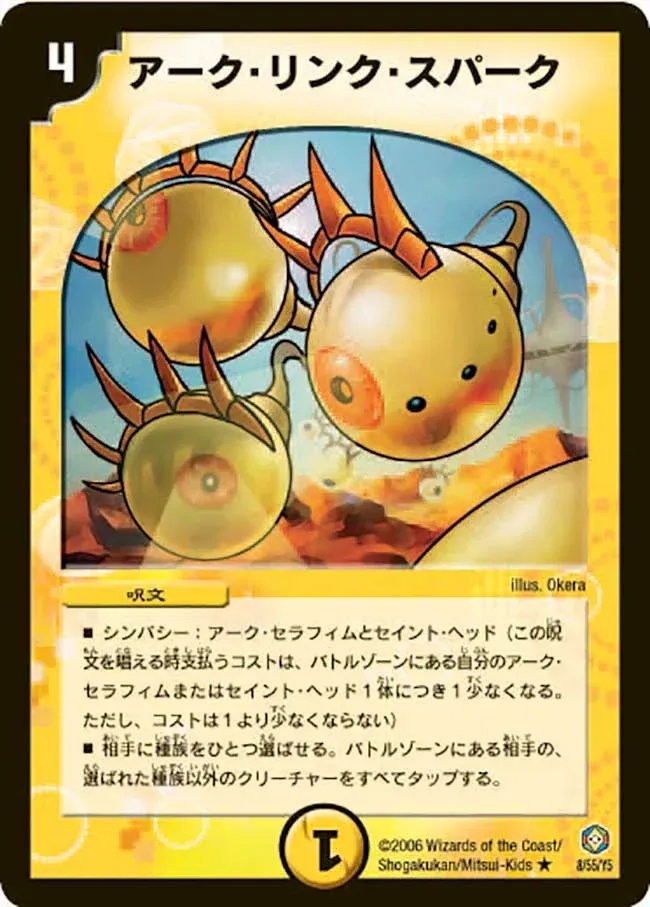 4
アーク・リンク・スパーク
illus. Okera
呪文
■ シンパシー：アーク・セラフィムとセイント・ヘッド（この呪
文を唱える時支払うコストは、バトルゾーンにある自分のアーク・
セラフィムまたはセイント・ヘッド１体につき１少なくなる。
ただし、コストは１より少なくならない）
■ 相手に種族をひとつ選ばせる。バトルゾーンにある相手の、
選ばれた種族以外のクリーチャーをすべてタップする。
1
©2006 Wizards of the Coast/
Shogakukan/Mitsui-Kids ★
8/55/Y5